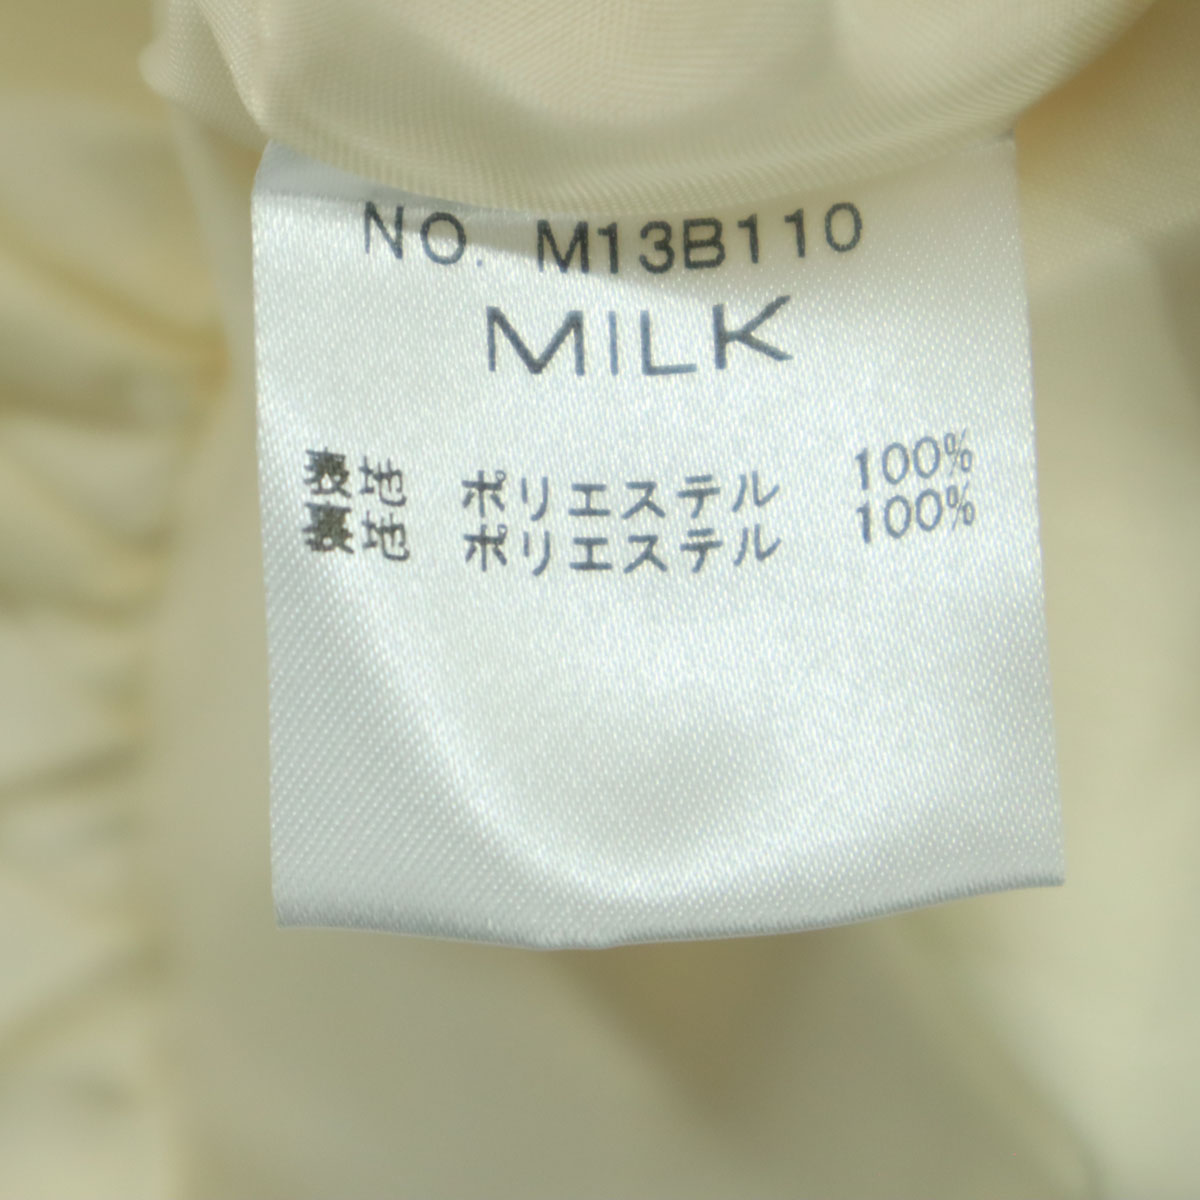 NO. M13B110
MILK
表地 ポリエステル 100%
裏地 ポリエステル 100%